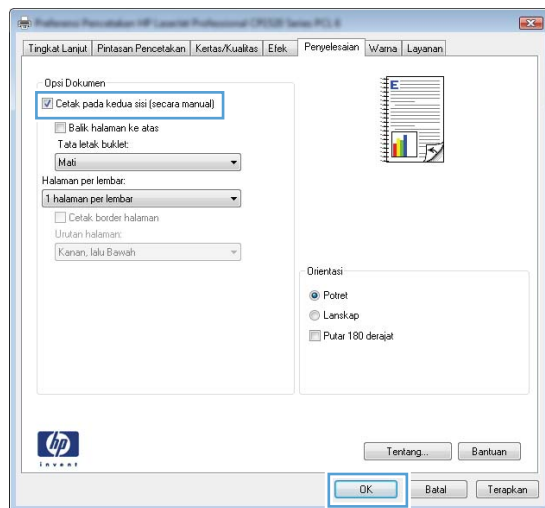 Tingkat Lanjut Pintasan Pencetakan Kertas/Kualitas Efek Penyelesaian Warna Layanan
Opsi Dokumen
Cetak pada kedua sisi (secara manual)
Balik halaman ke atas
Tata letak buklet:
Mati
Halaman per lembar:
1 halaman per lembar
Cetak border halaman
Urutan halaman:
Kanan, lalu Bawah
E
Orientasi
Potret
Lanskap
Putar 180 derajat
hp
invent
Tentang... Bantuan
OK Batal Terapkan